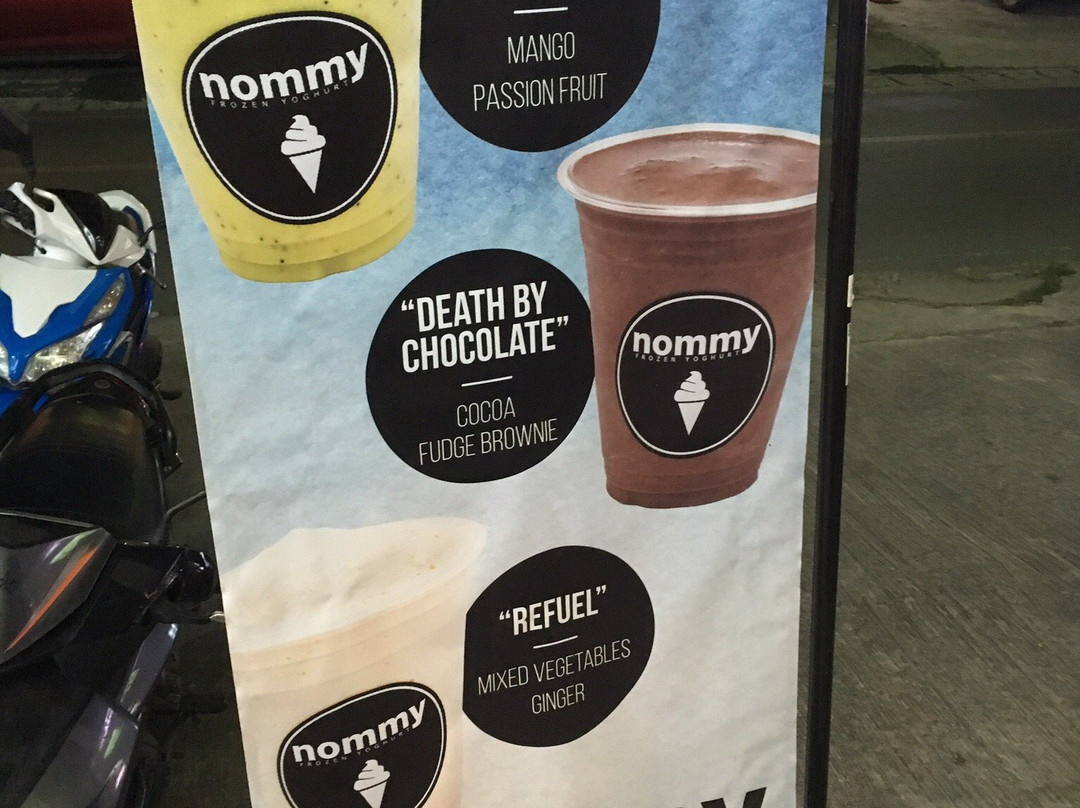 nommy
FROZEN YOGHURT
MANGO
PASSION FRUIT
“DEATH BY
CHOCOLATE”
COCOA
FUDGE BROWNIE
nommy
FROZEN YOGHURT
“REFUEL”
MIXED VEGETABLES
GINGER
nommy
FROZEN YOGHURT